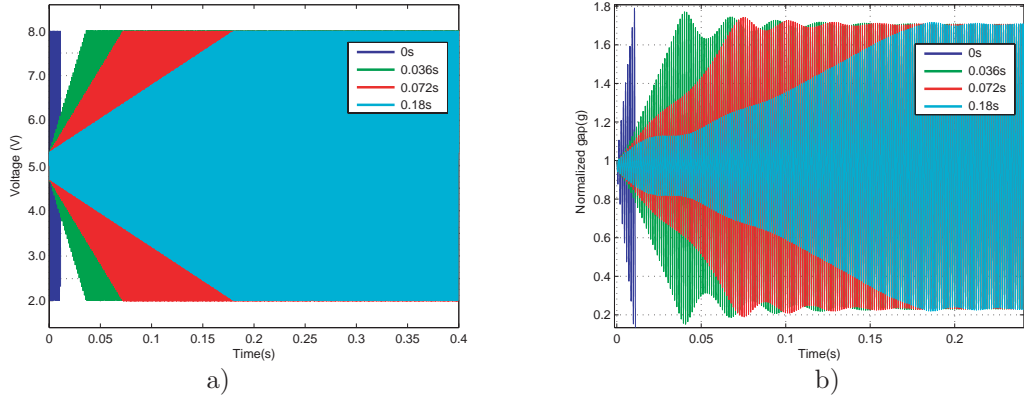 8.0
7.0
6.0
5.0
4.0
3.0
2.0
Voltage (V)
0s
0.036s
0.072s
0.18s
0 0.05 0.1 0.15 0.2 0.25 0.3 0.35 0.4
Time(s)
a)
1.8
1.6
1.4
1.2
1
0.8
0.6
0.4
0.2
Normalized gap(g)
0s
0.036s
0.072s
0.18s
0 0.05 0.1 0.15 0.2
Time(s)
b)